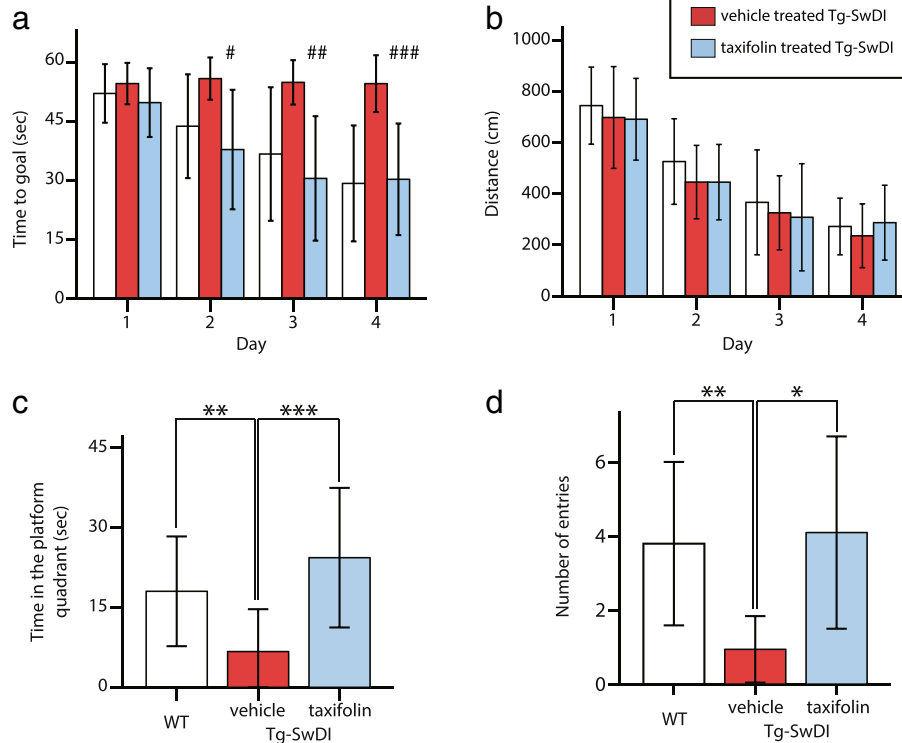 a
Time to goal (sec)
60
45
30
15
0
#
##
###
1 2 3 4
Day
b
vehicle treated Tg-SwDI
taxifolin treated Tg-SwDI
Distance (cm)
1000
800
600
400
200
0
1 2 3 4
Day
c
Time in the platform
quadrant (sec)
45
30
15
0
**
***
WT
vehicle taxifolin
Tg-SwDI
d
Number of entries
6
4
2
0
**
*
WT
vehicle taxifolin
Tg-SwDI